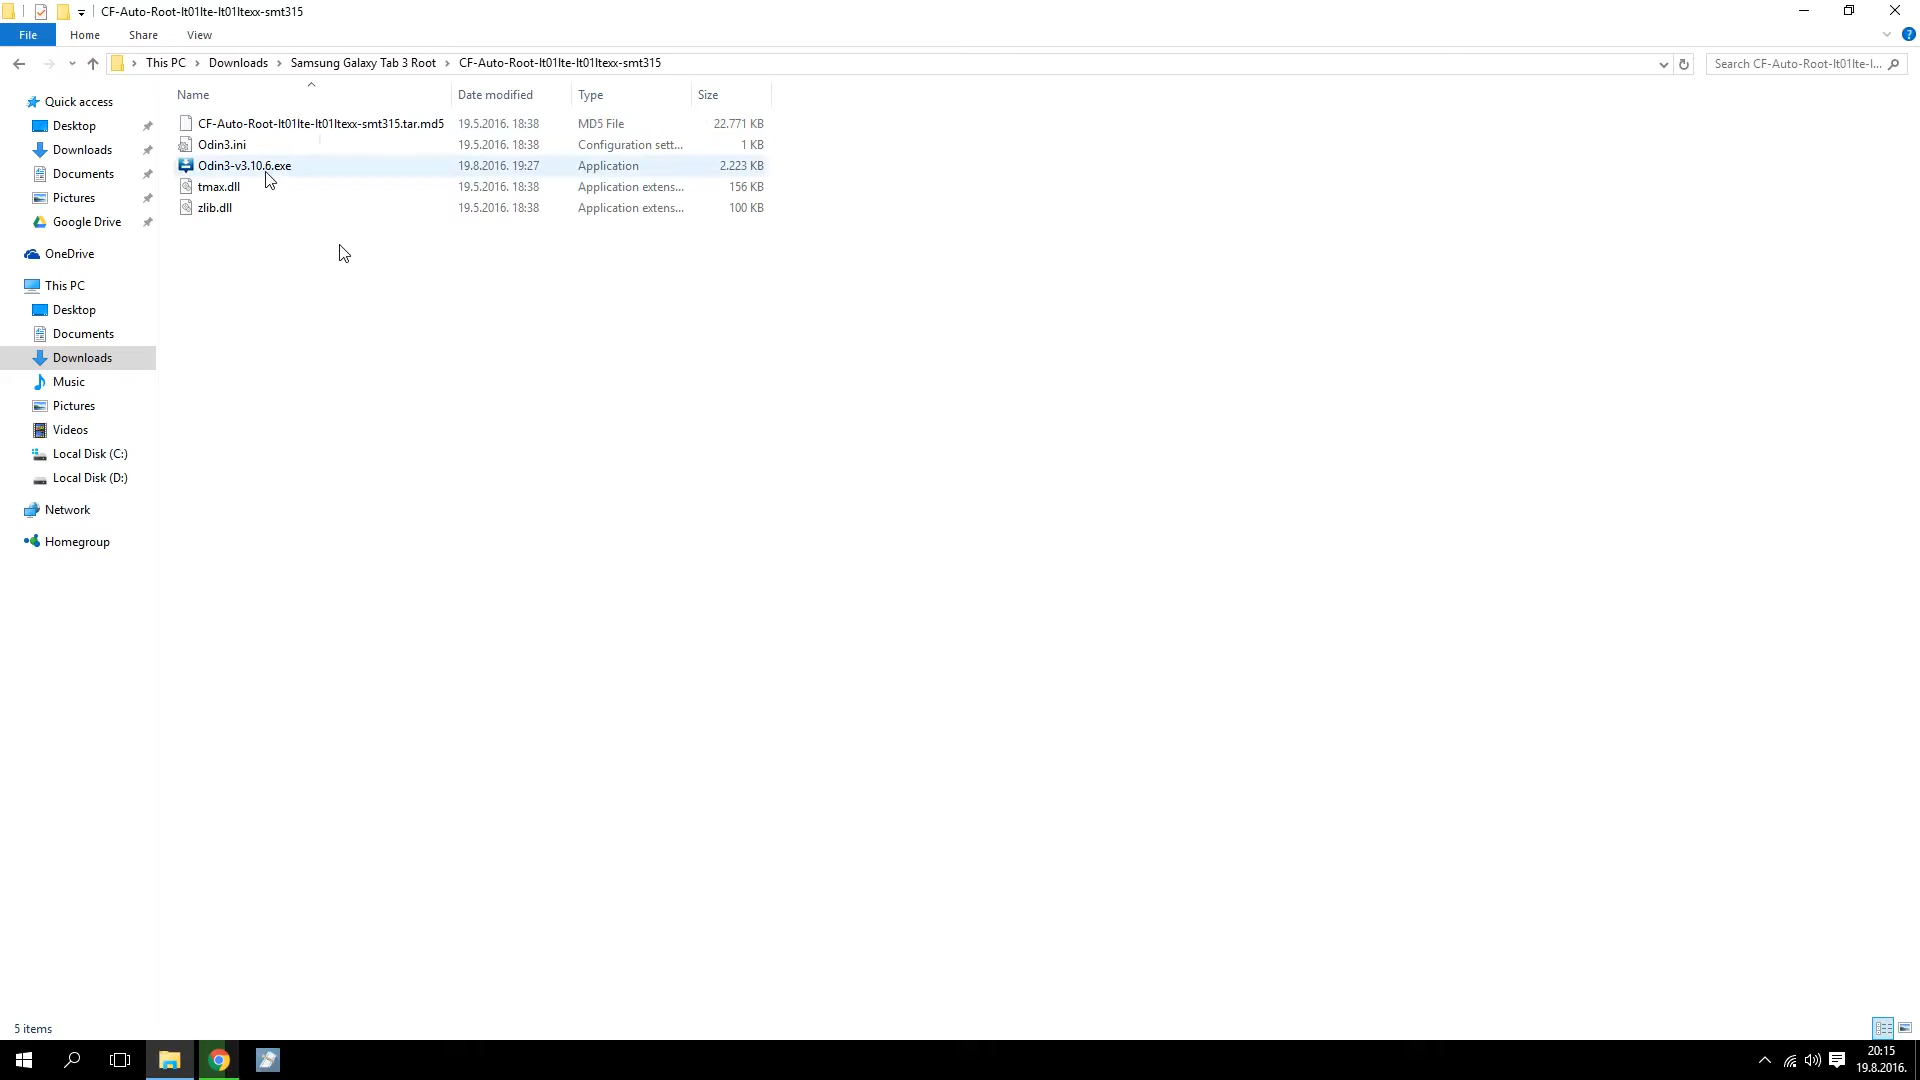 CF-Auto-Root-lt01lte-lt01ltexx-smt315
File Home Share View
This PC Downloads Samsung Galaxy Tab 3 Root CF-Auto-Root-lt01lte-lt01ltexx-smt315 Search CF-Auto-Root-lt01lte-l...
Name Date modified Type Size
CF-Auto-Root-lt01lte-lt01ltexx-smt315.tar.md5 19.5.2016. 18:38 MD5 File 22.771 KB
Odin3.ini 19.5.2016. 18:38 Configuration sett... 1 KB
Odin3-v3.10.6.exe 19.8.2016. 19:27 Application 2.223 KB
tmax.dll 19.5.2016. 18:38 Application extens... 156 KB
zlib.dll 19.5.2016. 18:38 Application extens... 100 KB
Quick access
Desktop
Downloads
Documents
Pictures
Google Drive
OneDrive
This PC
Desktop
Documents
Downloads
Music
Pictures
Videos
Local Disk (C:)
Local Disk (D:)
Network
Homegroup
5 items
20:15
19.8.2016.